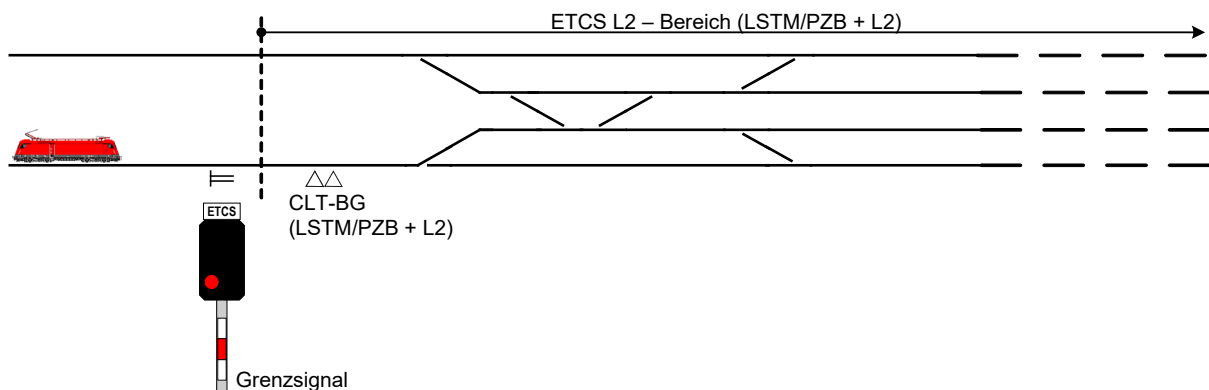 ETCS L2 – Bereich (LSTM/PZB + L2)
CLT-BG
(LSTM/PZB + L2)
ETCS
Grenzsignal